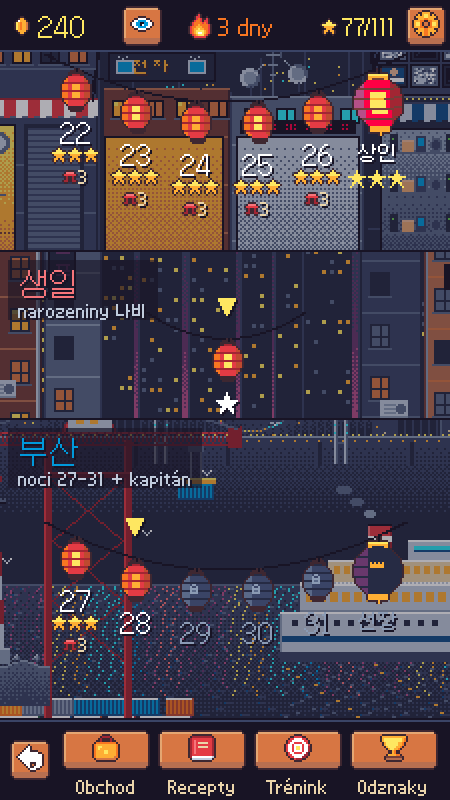 240
3 dny
77/111
22
3
23
3
24
3
25
3
26
3
상인
생일
narozeniny 나비
부산
noci 27-31 + kapitán
27
3
28
29
30
Obchod
Recepty
Trénink
Odznaky